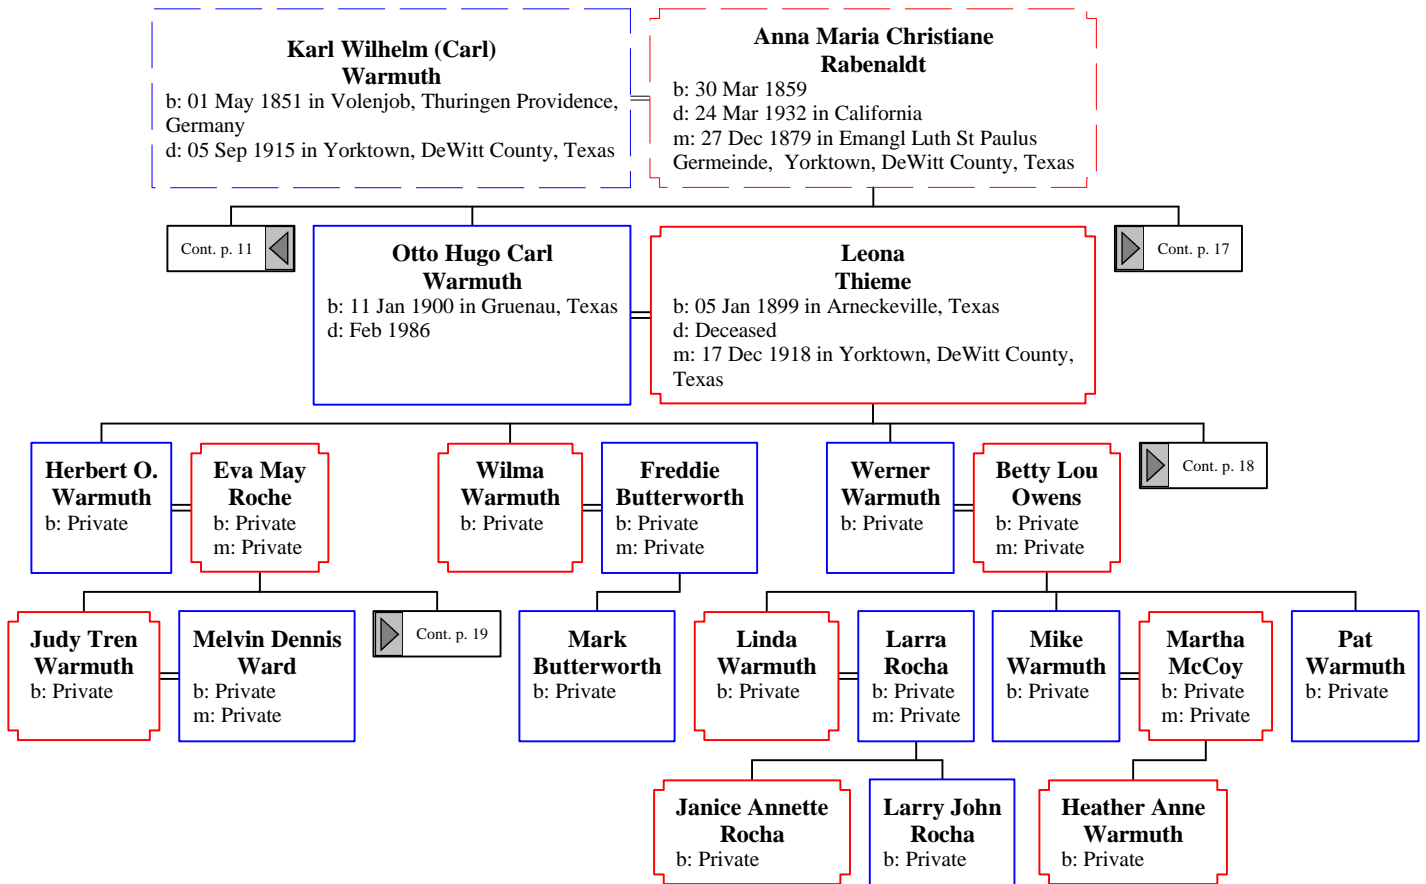 Karl Wilhelm (Carl)
Warmuth
b: 01 May 1851 in Volenjob, Thuringen Providence,
Germany
d: 05 Sep 1915 in Yorktown, DeWitt County, Texas
Anna Maria Christiane
Rabenaldt
b: 30 Mar 1859
d: 24 Mar 1932 in California
m: 27 Dec 1879 in Emangl Luth St Paulus
Germeinde, Yorktown, DeWitt County, Texas
Cont. p. 11
Otto Hugo Carl
Warmuth
b: 11 Jan 1900 in Gruenau, Texas
d: Feb 1986
Leona
Thieme
b: 05 Jan 1899 in Arneckeville, Texas
d: Deceased
m: 17 Dec 1918 in Yorktown, DeWitt County,
Texas
Cont. p. 17
Herbert O.
Warmuth
b: Private
Eva May
Roche
b: Private
m: Private
Wilma
Warmuth
b: Private
Freddie
Butterworth
b: Private
m: Private
Werner
Warmuth
b: Private
Betty Lou
Owens
b: Private
m: Private
Cont. p. 18
Judy Tren
Warmuth
b: Private
Melvin Dennis
Ward
b: Private
m: Private
Cont. p. 19
Mark
Butterworth
b: Private
Linda
Warmuth
b: Private
Larra
Rocha
b: Private
m: Private
Mike
Warmuth
b: Private
Martha
McCoy
b: Private
m: Private
Pat
Warmuth
b: Private
Janice Annette
Rocha
b: Private
Larry John
Rocha
b: Private
Heather Anne
Warmuth
b: Private